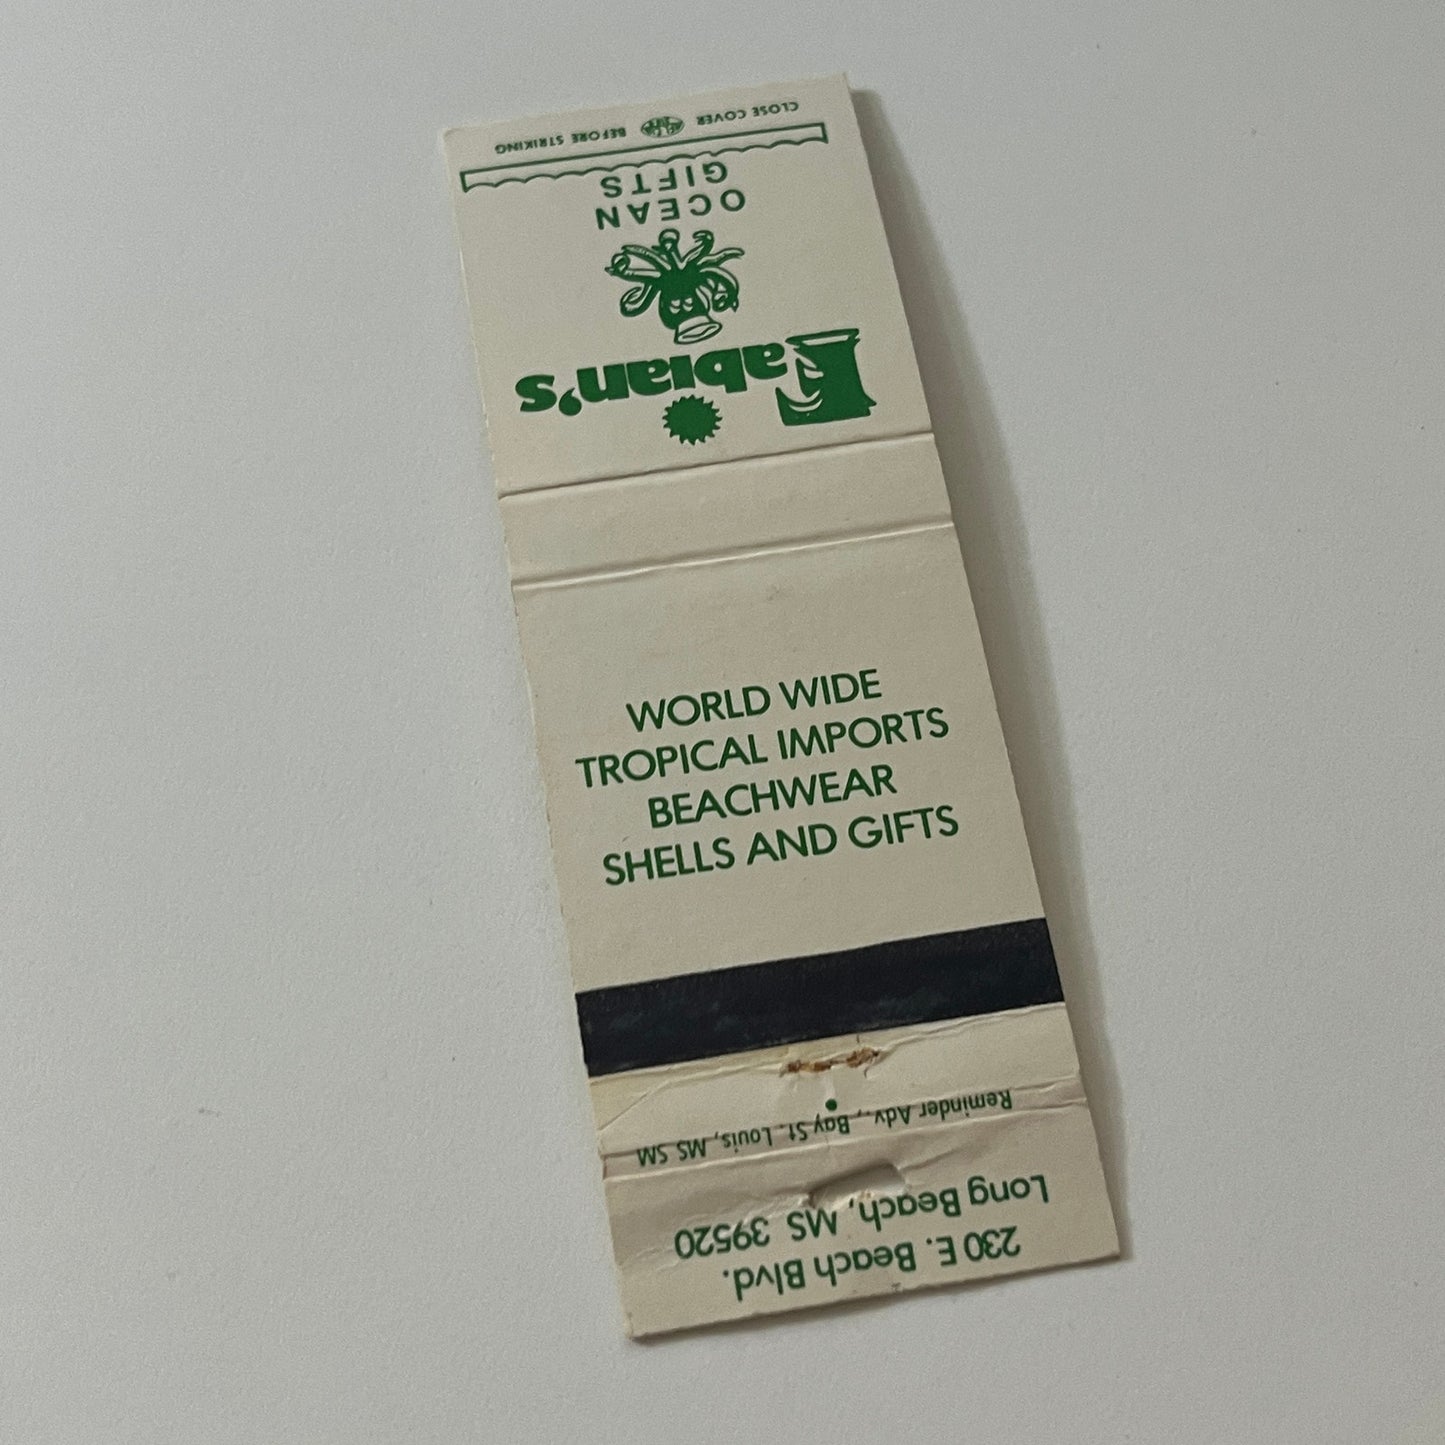 Fabian's
OCEAN
GIFTS
CLOSE COVER BEFORE STRIKING
WORLD WIDE
TROPICAL IMPORTS
BEACHWEAR
SHELLS AND GIFTS
230 E. Beach Blvd.
Long Beach, MS 39520
Reminder Adv., Bay St. Louis, MS SM